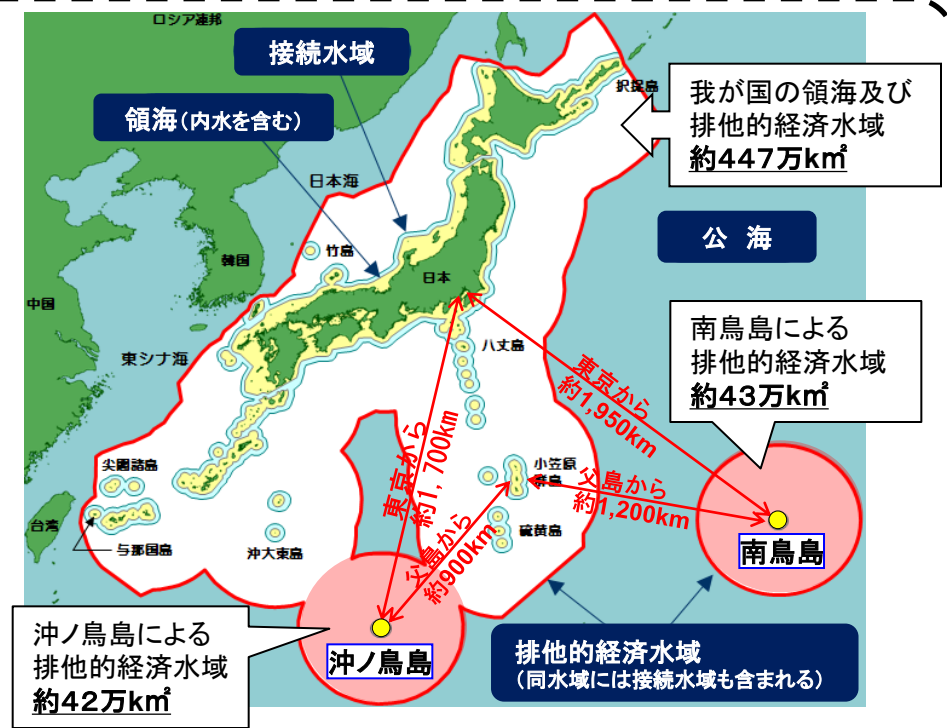 ロシア連邦
接続水域
領海(内水を含む)
択捉島
我が国の領海及び
排他的経済水域
約447万k㎡
日本海
公 海
竹島
韓国
日本
中国
東シナ海
八丈島
南鳥島による
排他的経済水域
約43万k㎡
東京から
約1,950km
東京から
約1,700km
尖閣諸島
小笠原
群島
父島から
約1,200km
台湾
与那国島
沖大東島
硫黄島
父島から
約900km
南鳥島
沖ノ鳥島による
排他的経済水域
約42万k㎡
沖ノ鳥島
排他的経済水域
(同水域には接続水域も含まれる)